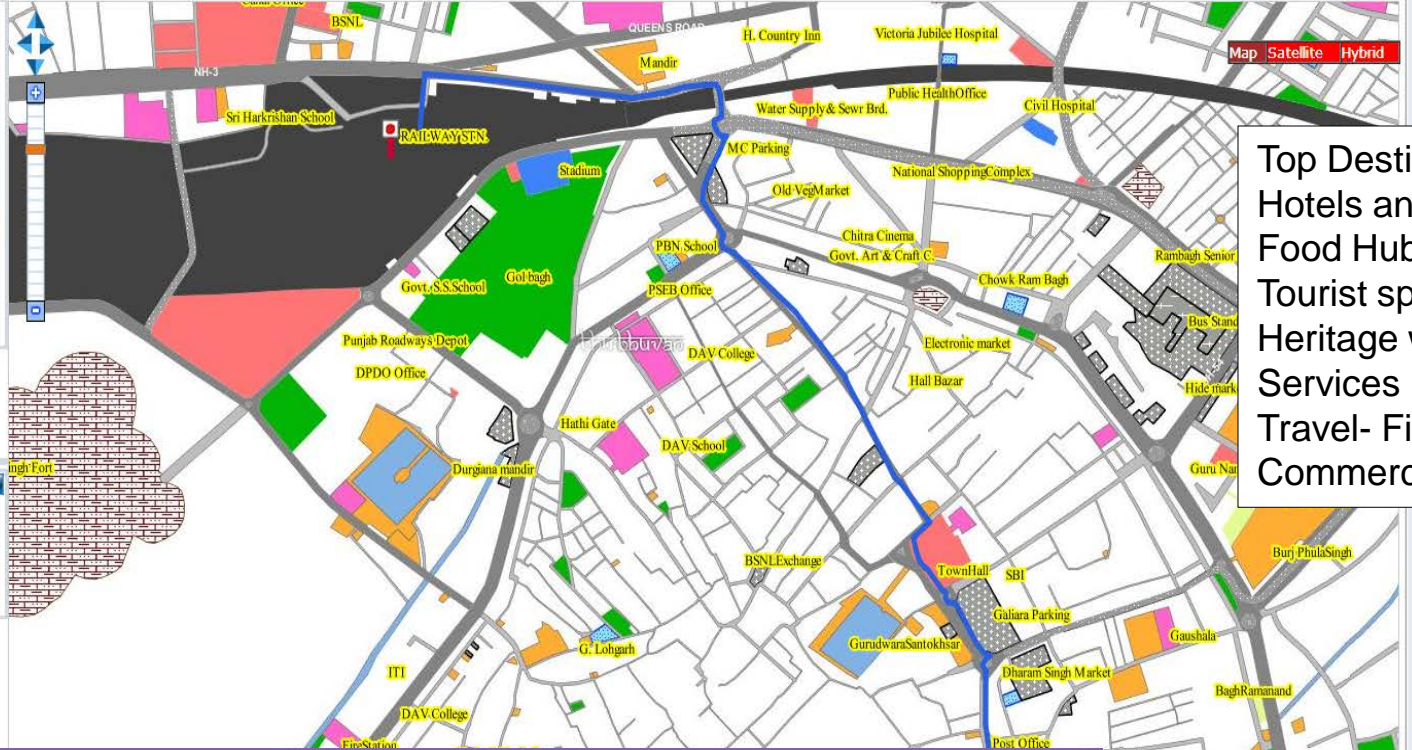 BSNL
QUEENS ROAD
H. Country Inn
Victoria Jubilee Hospital
Map Satellite Hybrid
Mandir
NH-3
Public HealthOffice
Civil Hospital
Water Supply & Sewr Brd.
Sri Harkrishan School
RAILWAY STN.
MC Parking
Stadium
National ShoppingComplex
Old VegMarket
Chitra Cinema
PBN School
Govt. Art & Craft C.
Rambagh Senior
Gol bagh
Govt. S.S.School
PSEB Office
Chowk Ram Bagh
Bus Stand
Punjab Roadways Depot
DAV College
Electronic market
DPDO Office
Hall Bazar
Hide mark
Hathi Gate
DAV School
Durgiana mandir
ingh Fort
Guru Nan
BSNLExchange
Burj PhulaSingh
TownHall
SBI
Galiara Parking
GurudwaraSantokhsar
Gaushala
G. Lohgarh
ITI
Dharam Singh Market
BaghRamanand
DAV College
FireStation
Post Office
Top Desti
Hotels an
Food Hub
Tourist sp
Heritage w
Services
Travel- Fi
Commerc